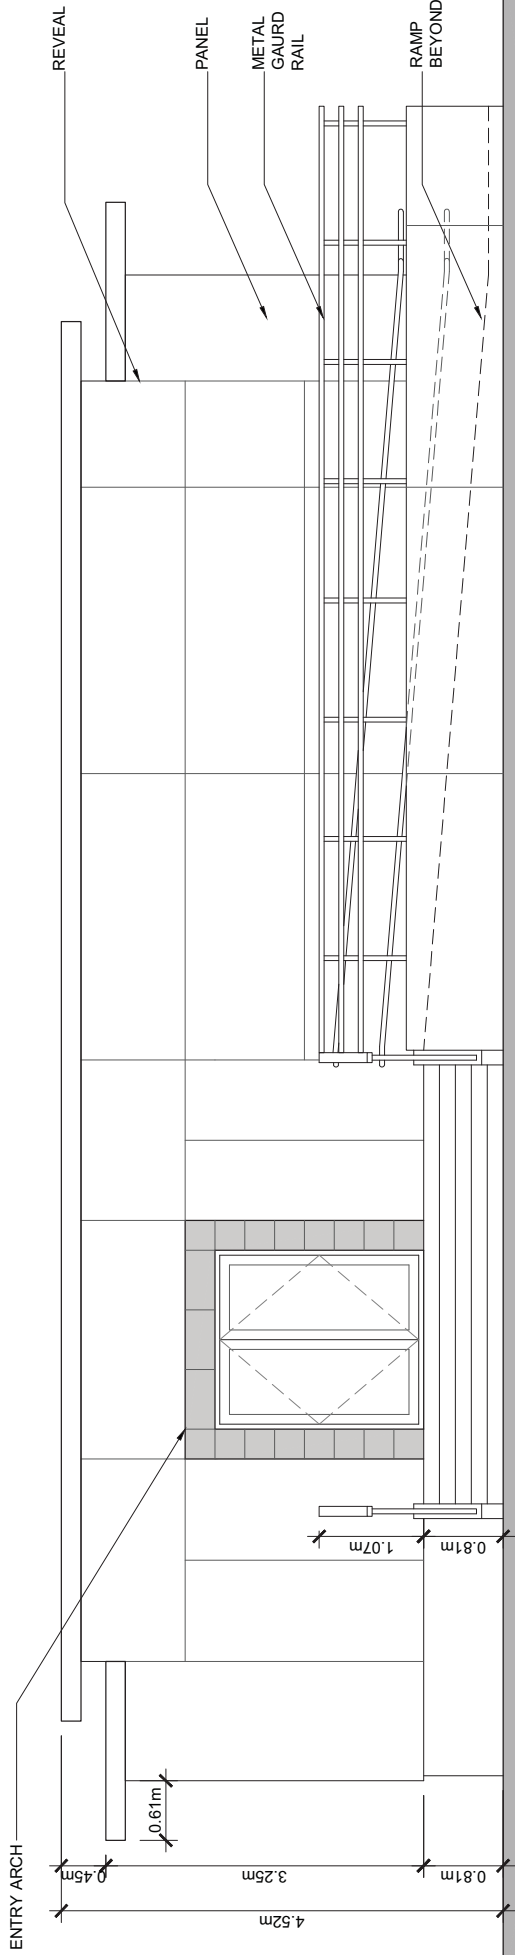 ENTRY ARCH
REVEAL
PANEL
METAL
GAURD
RAIL
RAMP
BEYOND
0.61m
0.45m
3.25m
0.81m
4.52m
1.07m
0.81m